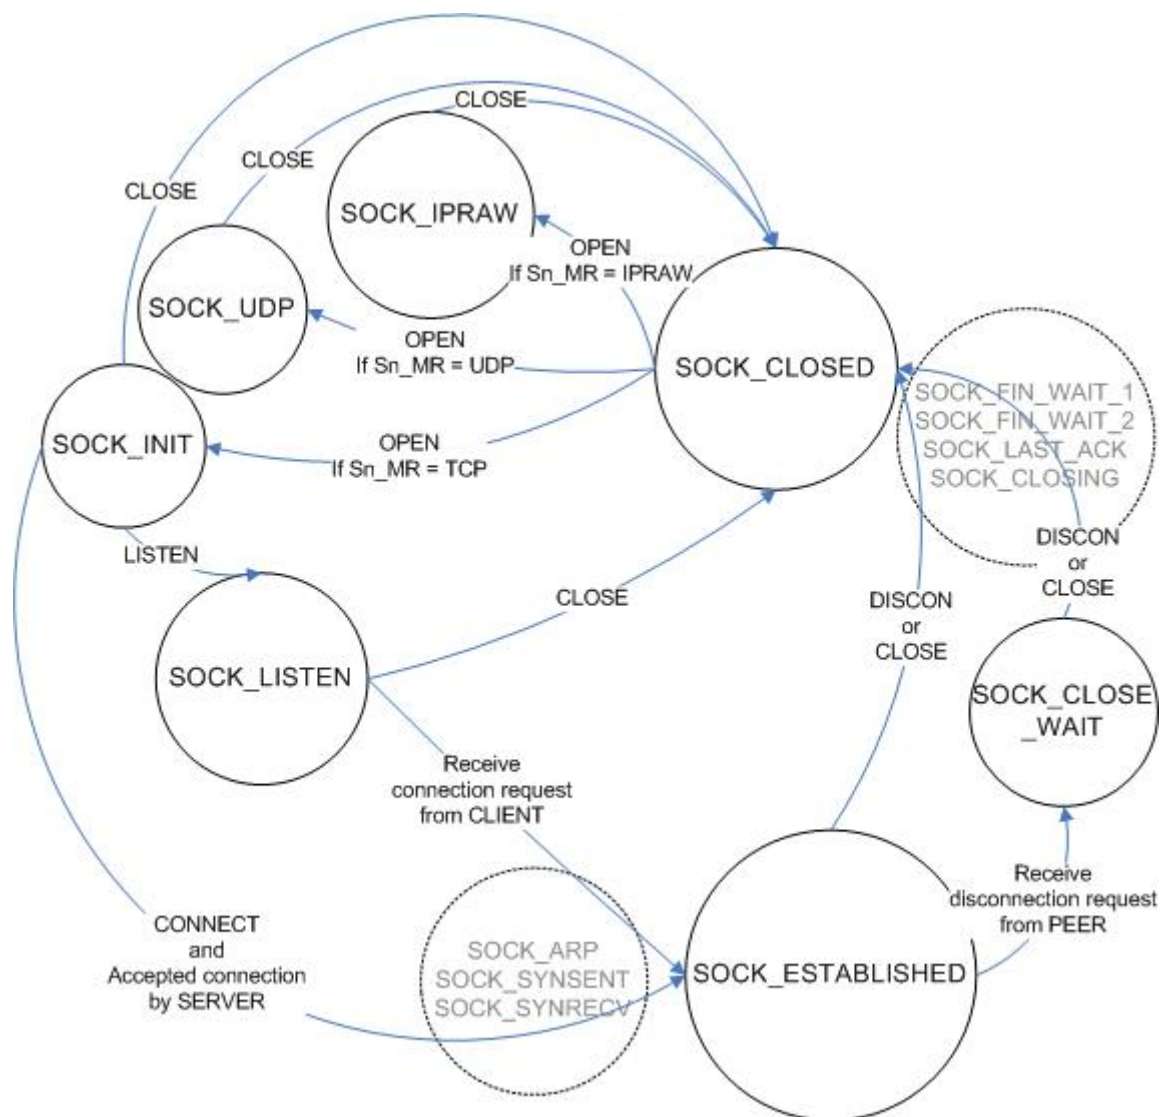 CLOSE
CLOSE
CLOSE
SOCK_IPRAW
OPEN
If Sn_MR = IPRAW
SOCK_UDP
OPEN
If Sn_MR = UDP
SOCK_CLOSED
SOCK_FIN_WAIT_1
SOCK_FIN_WAIT_2
SOCK_LAST_ACK
SOCK_CLOSING
SOCK_INIT
OPEN
If Sn_MR = TCP
LISTEN
CLOSE
DISCON
or
CLOSE
DISCON
or
CLOSE
SOCK_LISTEN
SOCK_CLOSE
_WAIT
Receive
connection request
from CLIENT
Receive
disconnection request
from PEER
CONNECT
and
Accepted connection
by SERVER
SOCK_ARP
SOCK_SYNSENT
SOCK_SYNRECV
SOCK_ESTABLISHED